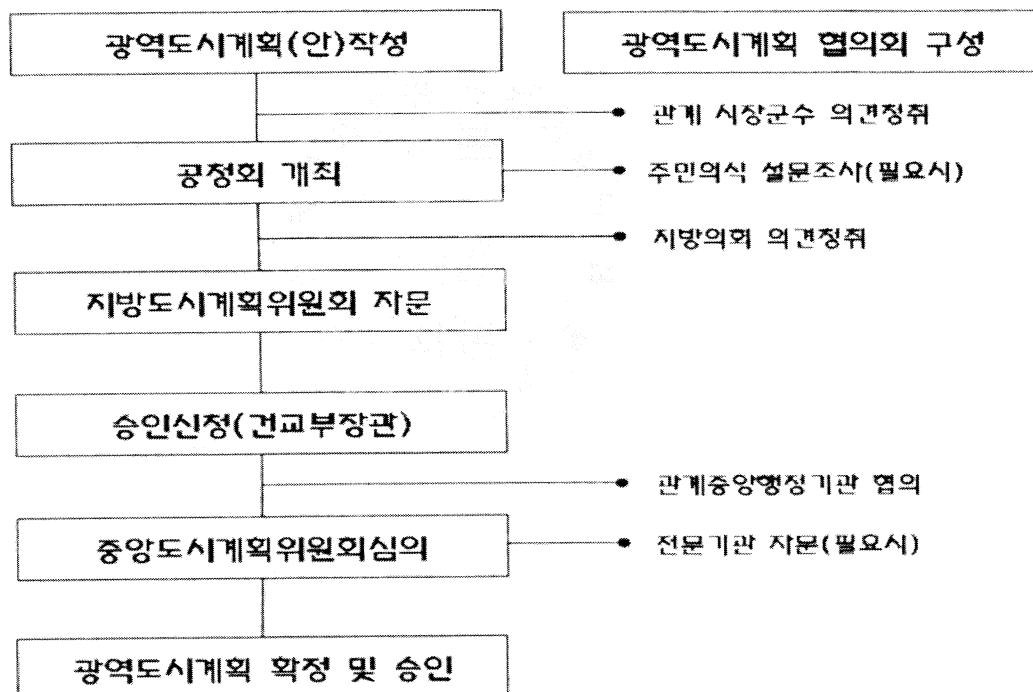 광역도시계획(안)작성
광역도시계획 협의회 구성
관계 시장군수 의견청취
공청회 개최
주민의식 설문조사(필요시)
지방의회 의견청취
지방도시계획위원회 자문
승인신청(건교부장관)
관계중앙행정기관 협의
중앙도시계획위원회심의
전문기관 자문(필요시)
광역도시계획 확정 및 승인